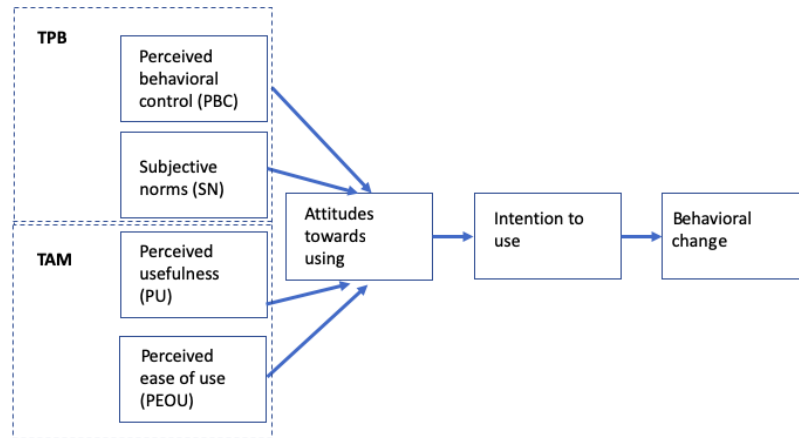 TPB
Perceived
behavioral
control (PBC)
Subjective
norms (SN)
TAM
Perceived
usefulness
(PU)
Perceived
ease of use
(PEOU)
Attitudes
towards
using
Intention to
use
Behavioral
change